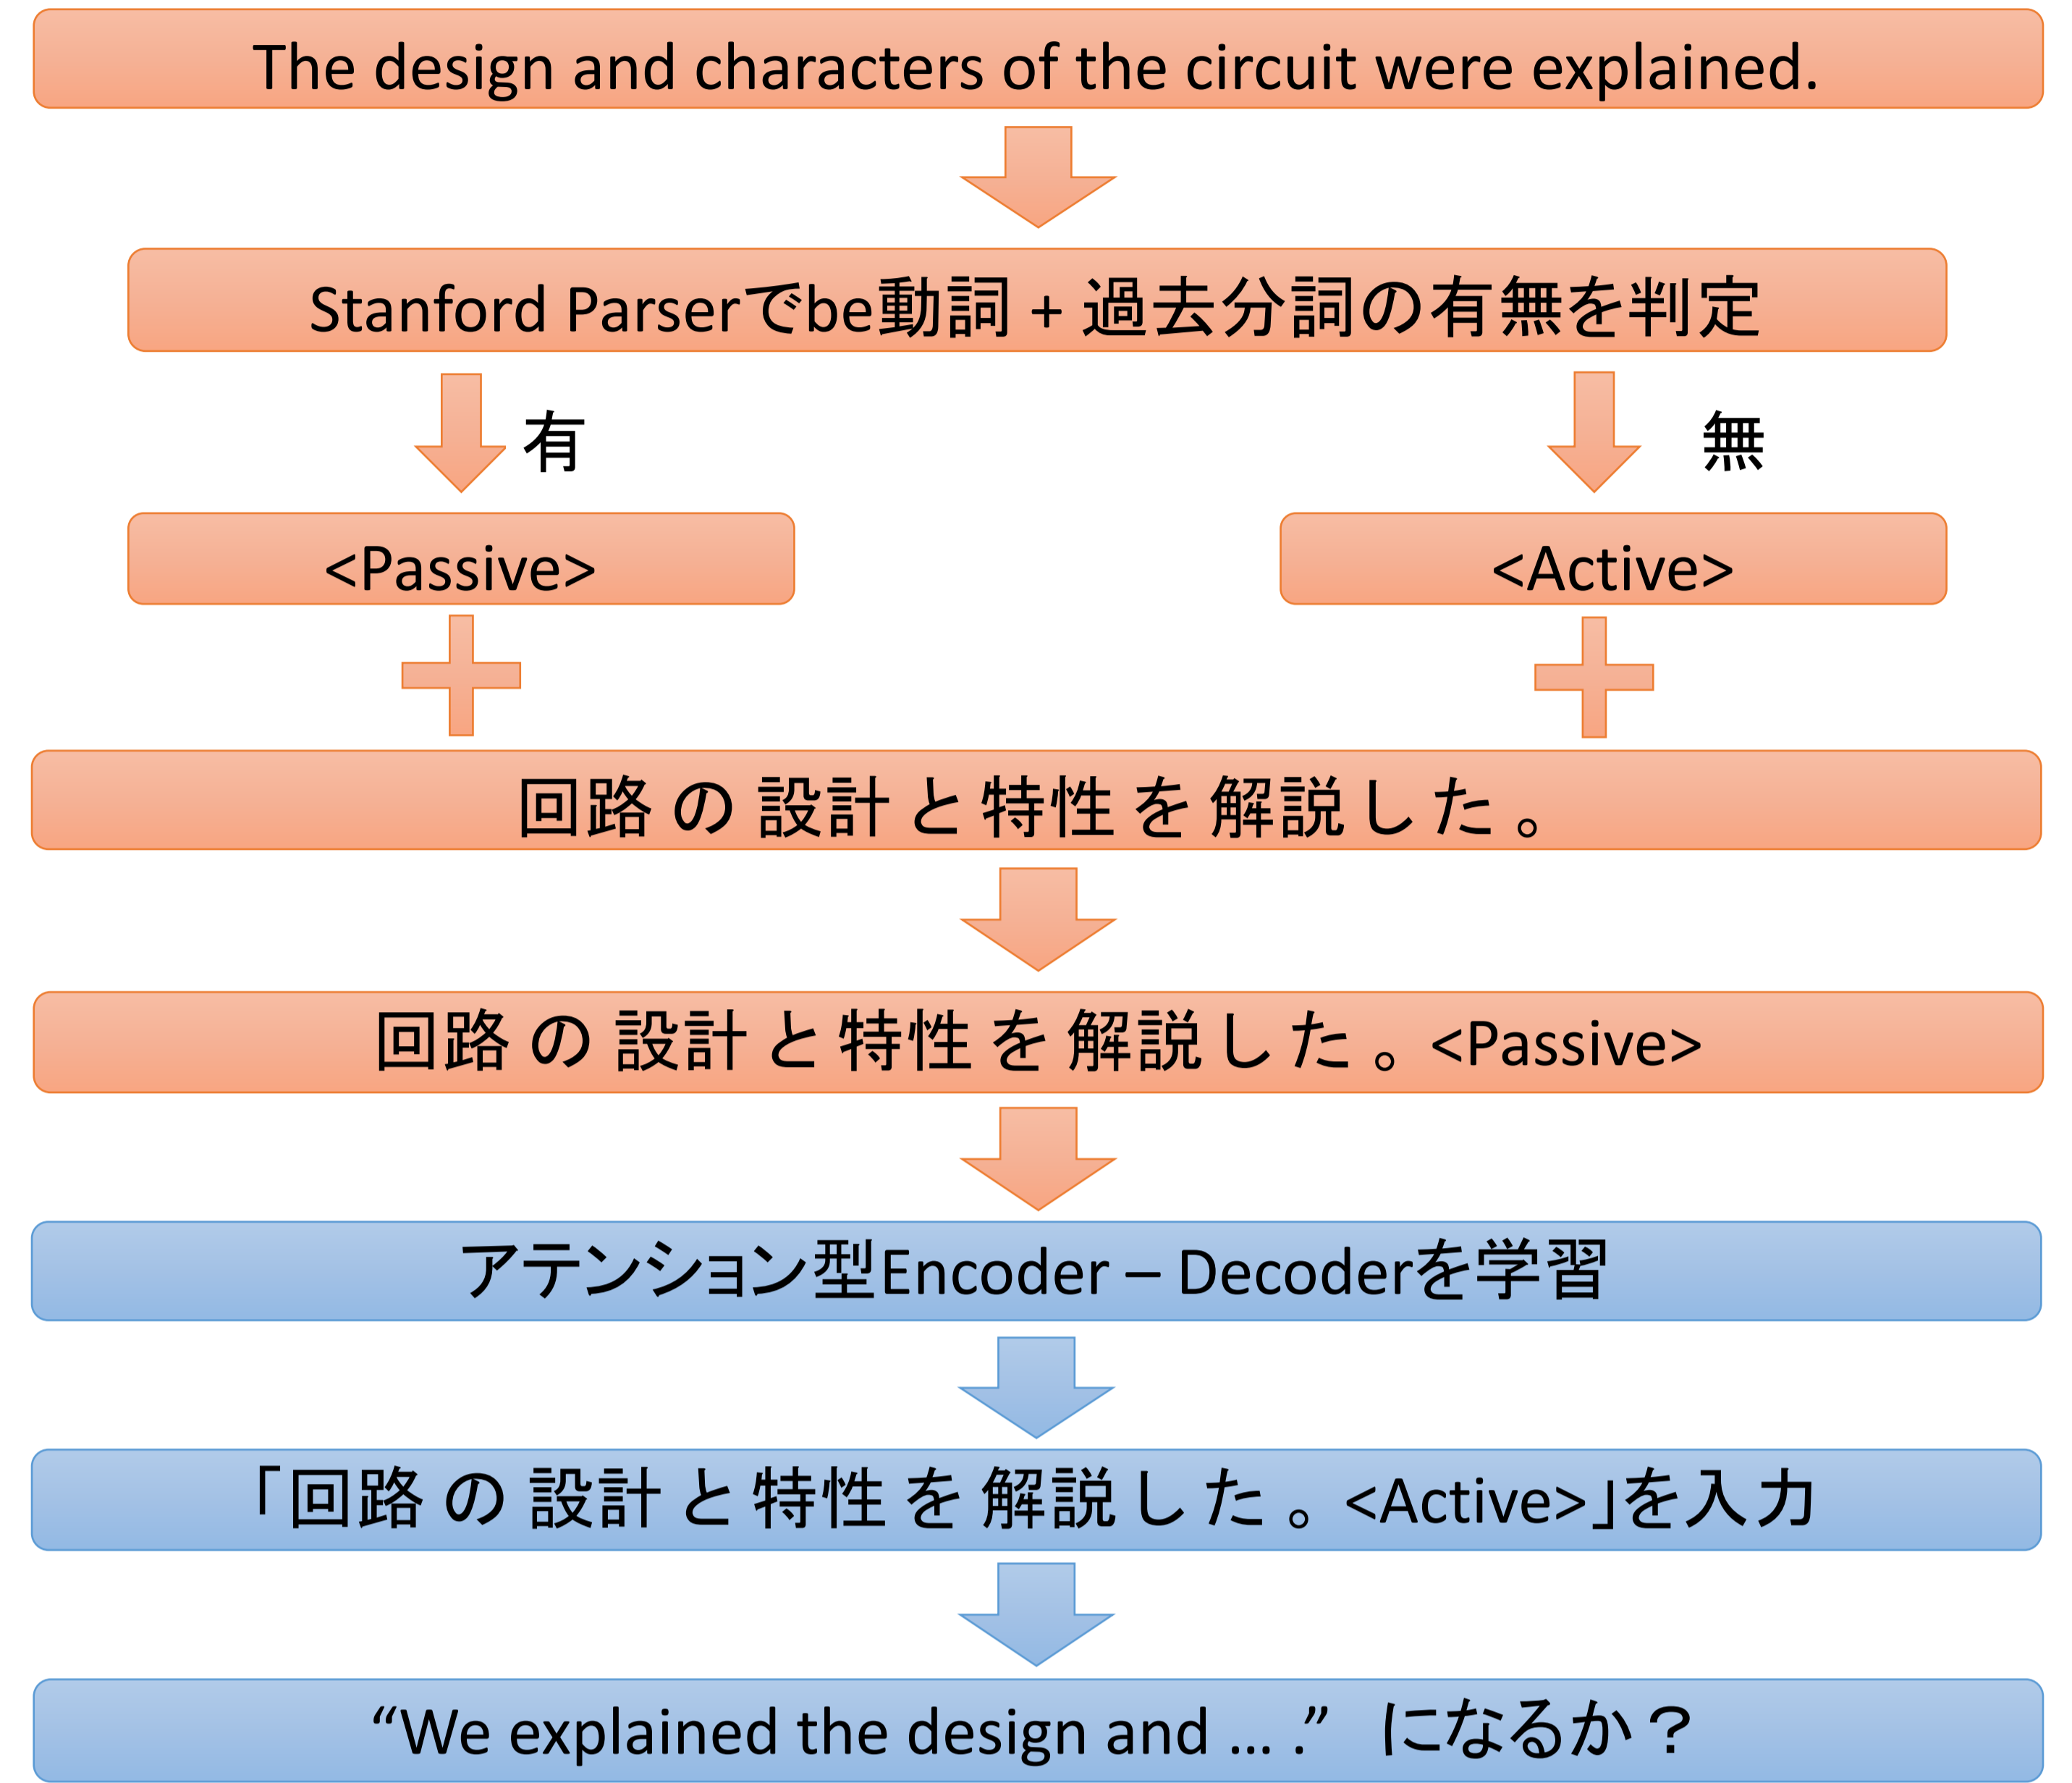 The design and characters of the circuit were explained.
Stanfod Parserでbe動詞 + 過去分詞の有無を判定
有
無
<Passive>
<Active>
回路 の 設計 と 特性 を 解説 し た 。
回路 の 設計 と 特性 を 解説 し た 。 <Passive>
アテンション型Encoder – Decoderを学習
「回路 の 設計 と 特性 を 解説 し た 。 <Active>」を入力
“We explained the design and …. .” になるか?